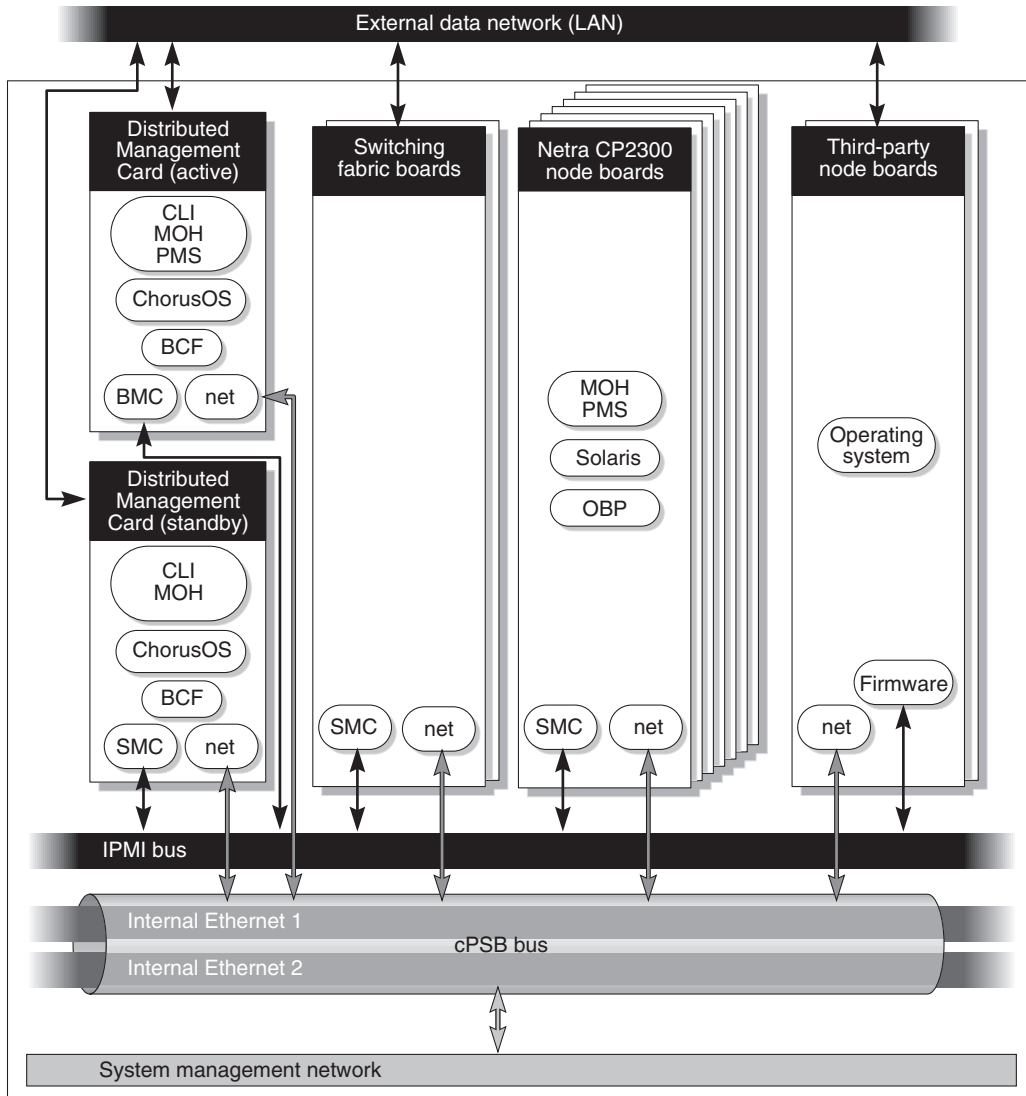 External data network (LAN)
Distributed
Management
Card (active)
CLI
MOH
PMS
ChorusOS
BCF
BMC
net
Distributed
Management
Card (standby)
CLI
MOH
ChorusOS
BCF
SMC
net
Switching
fabric boards
SMC
net
Netra CP2300
node boards
MOH
PMS
Solaris
OBP
SMC
net
Third-party
node boards
Operating
system
Firmware
net
IPMI bus
Internal Ethernet 1
cPSB bus
Internal Ethernet 2
System management network